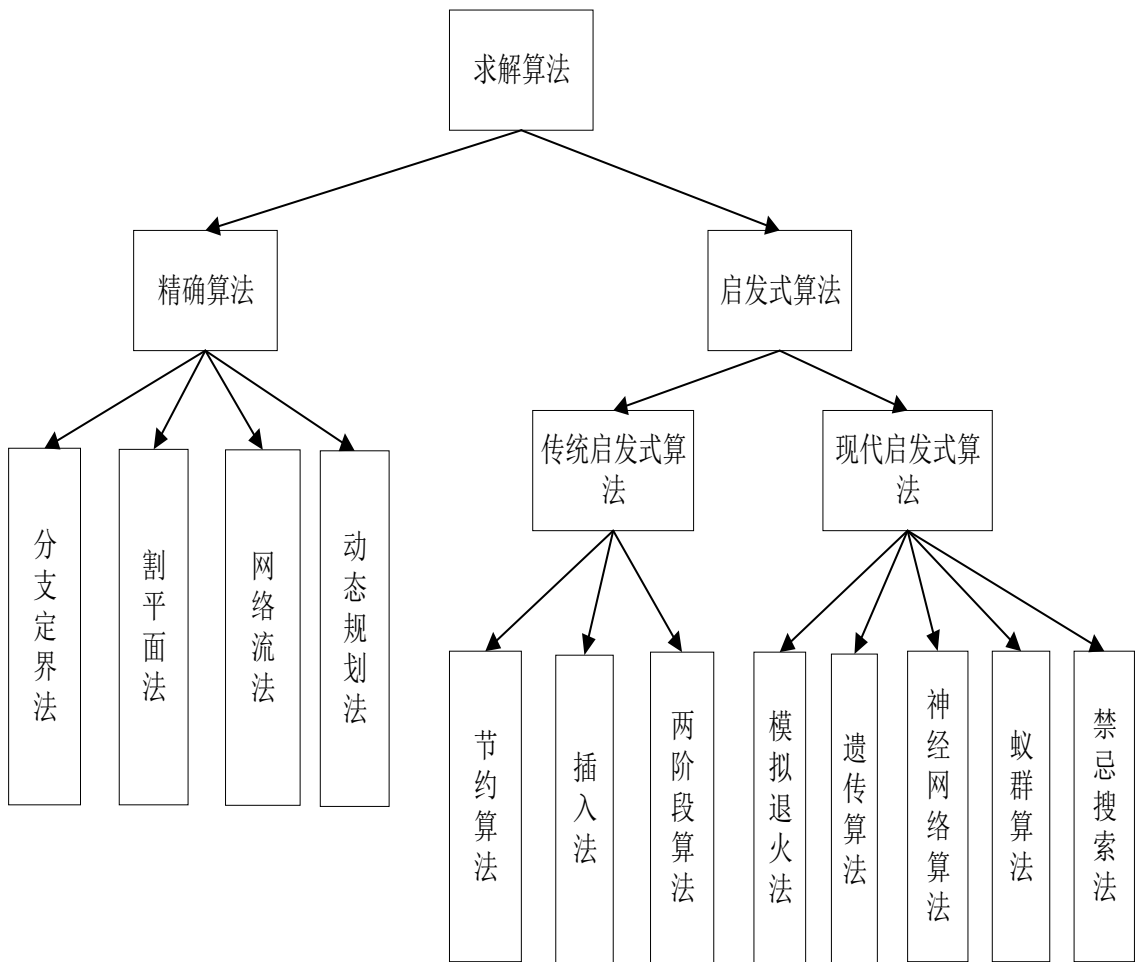 求解算法
精确算法
启发式算法
传统启发式算
法
现代启发式算
法
分支定界法
割平面法
网络流法
动态规划法
节约算法
插入法
两阶段算法
模拟退火法
遗传算法
神经网络算法
蚁群算法
禁忌搜索法